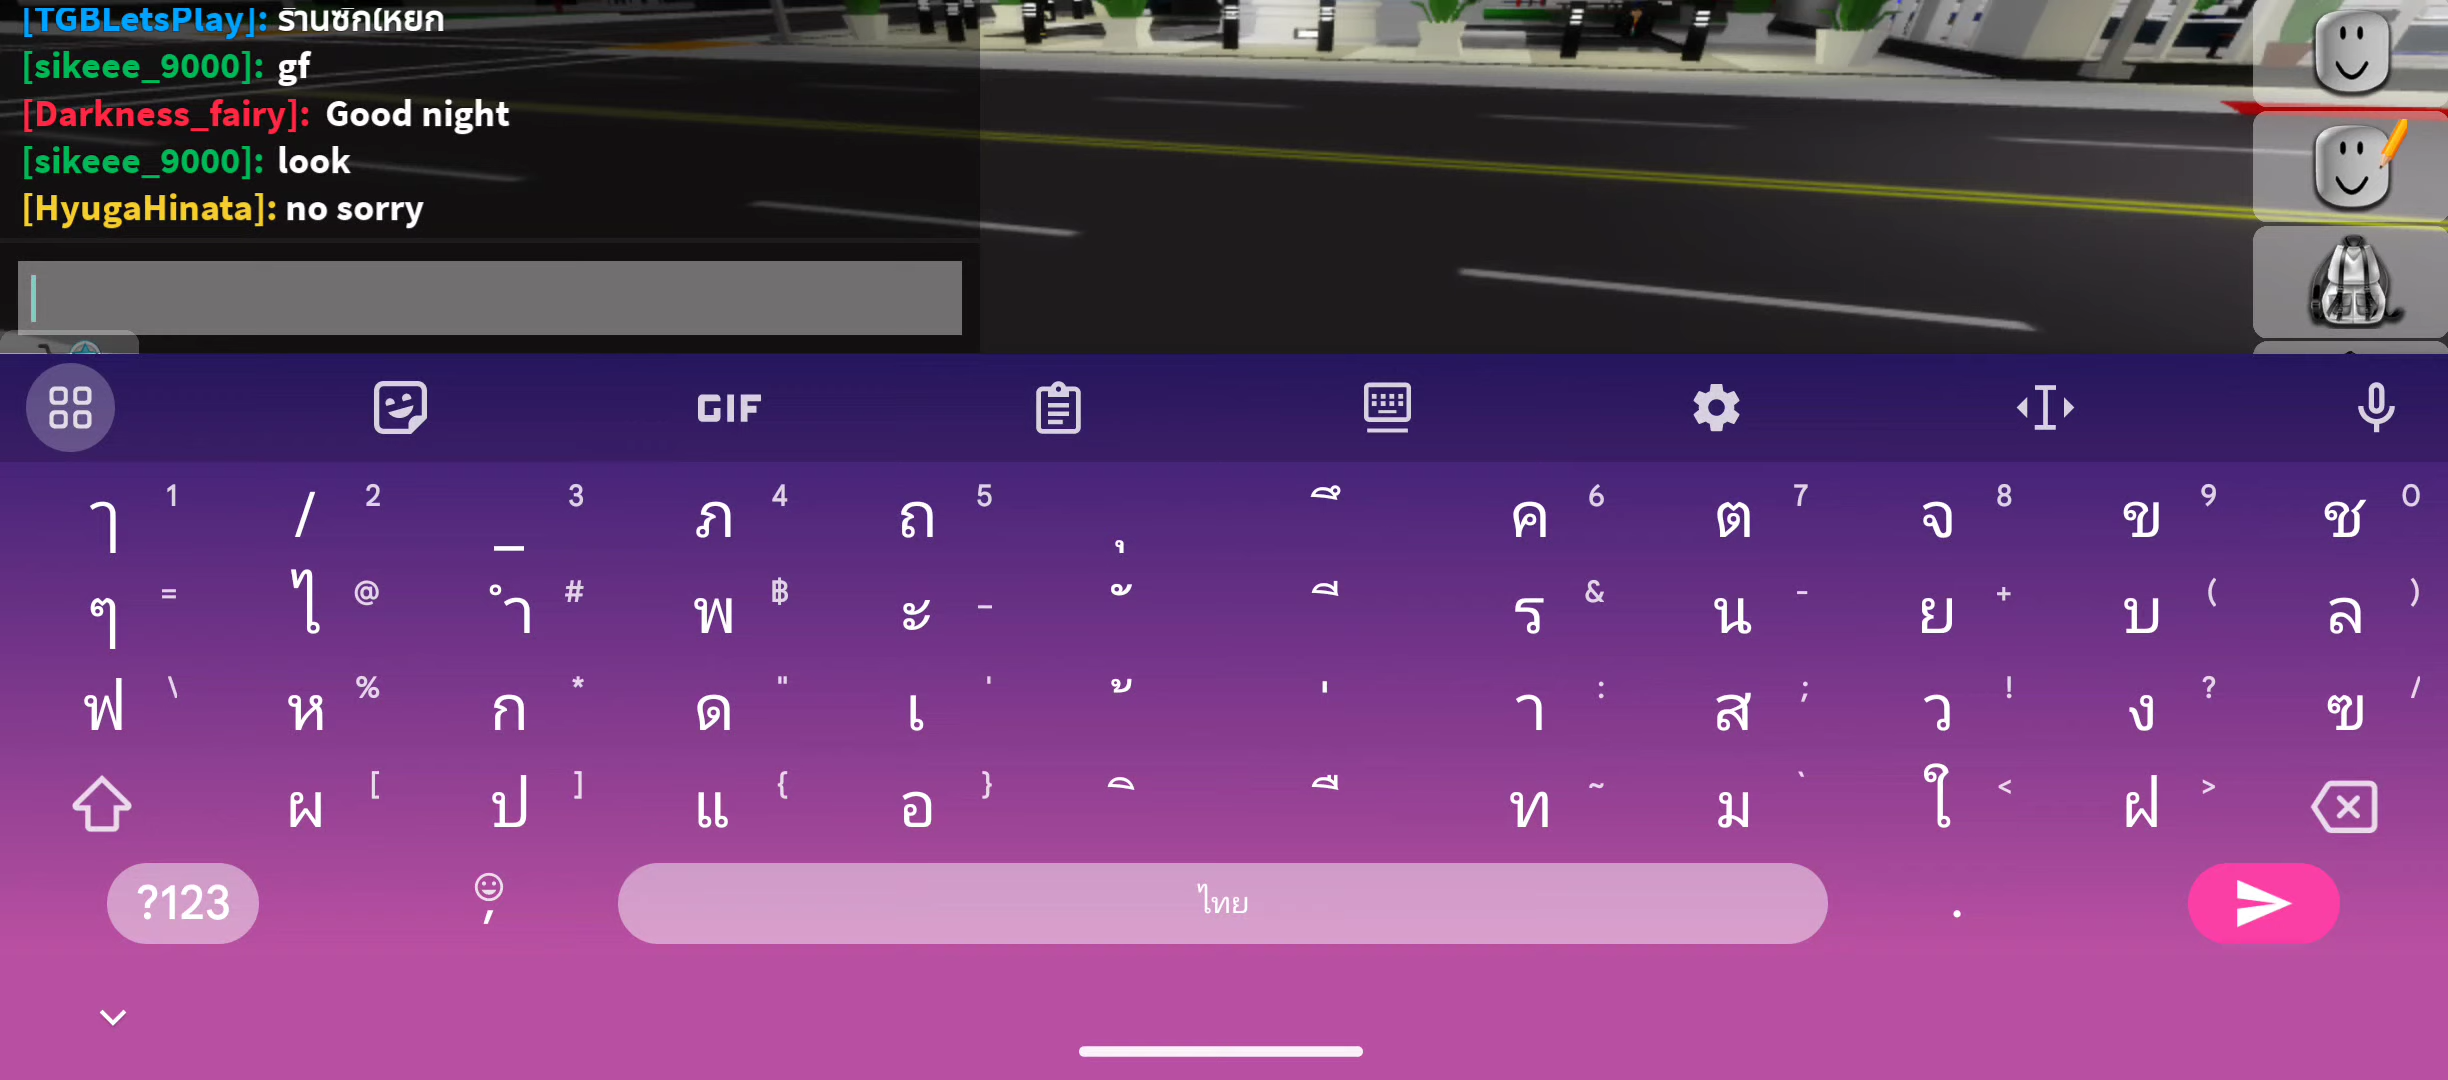 [TGBLetsPlay]: ร้านซักเหยก
[sikeee_9000]: gf
[Darkness_fairy]: Good night
[sikeee_9000]: look
[HyugaHinata]: no sorry
GIF
ๅ 1 / 2 _ 3 ภ 4 ถ 5 ุ ึ ค 6 ต 7 จ 8 ข 9 ช 0
ๆ = ไ @ ำ # พ ฿ ะ _ ั ี ร & น - ย + บ ( ล )
ฟ \ ห % ก * ด " เ ' ้ ่ า : ส ; ว ! ง ? ฃ /
ผ [ ป ] แ { อ } ิ ื ท ~ ม ` ใ < ฝ >
?123 , ไทย .